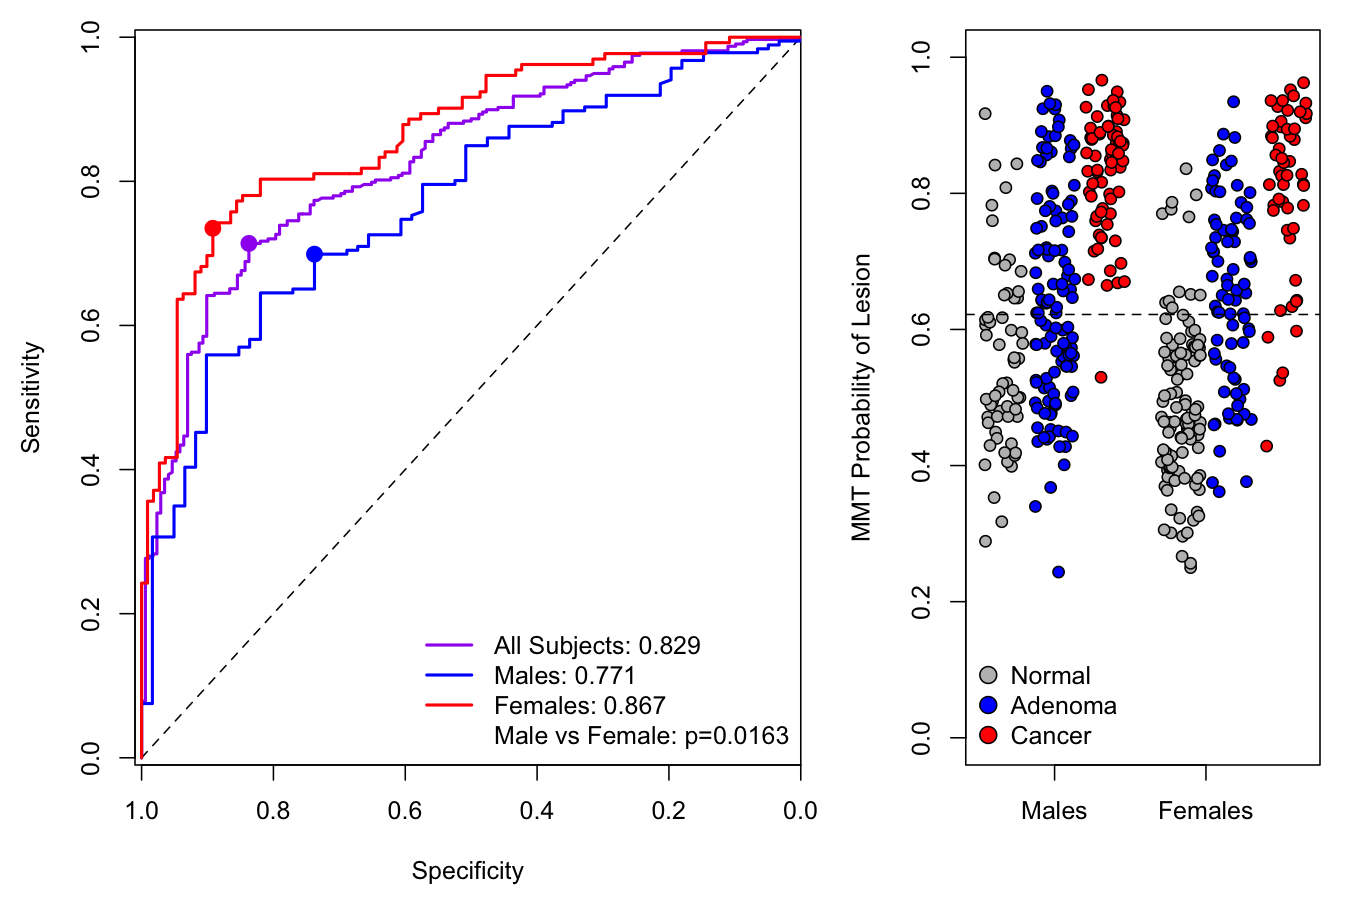 Sensitivity
1.0
0.8
0.6
0.4
0.2
0.0
All Subjects: 0.829
Males: 0.771
Females: 0.867
Male vs Female: p=0.0163
1.0 0.8 0.6 0.4 0.2 0.0
Specificity
MMT Probability of Lesion
1.0
0.8
0.6
0.4
0.2
0.0
Normal
Adenoma
Cancer
Males Females